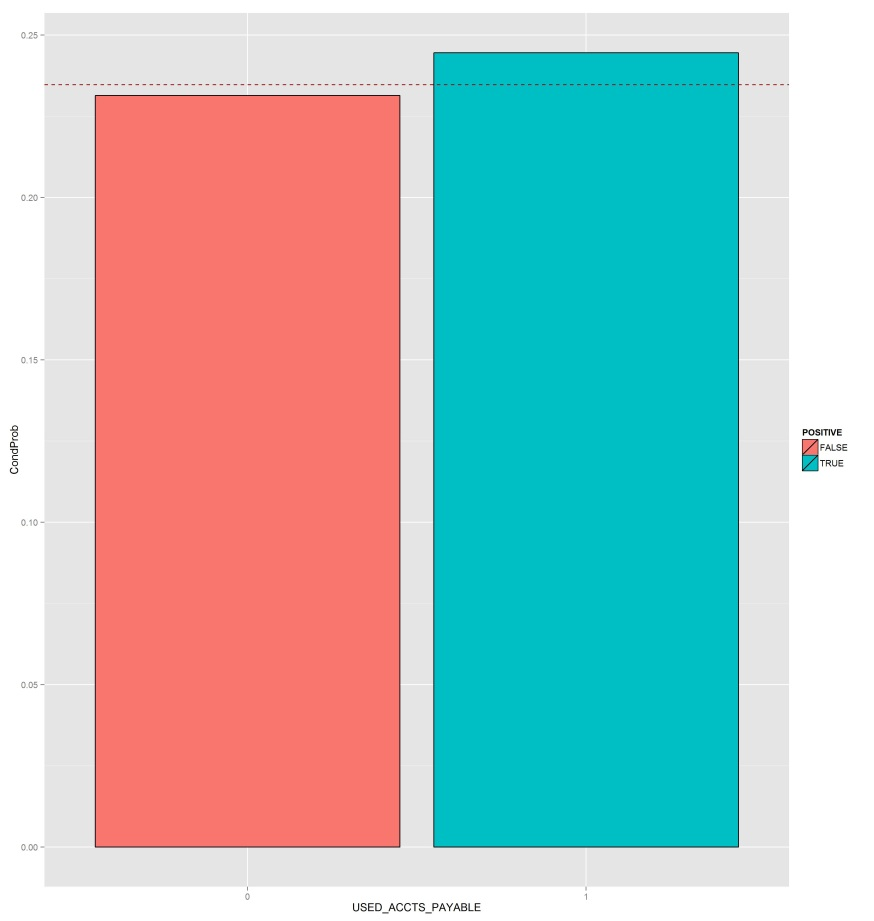 0.25
0.20
0.15
0.10
0.05
0.00
CondProb
0
1
USED_ACCTS_PAYABLE
POSITIVE
FALSE
TRUE